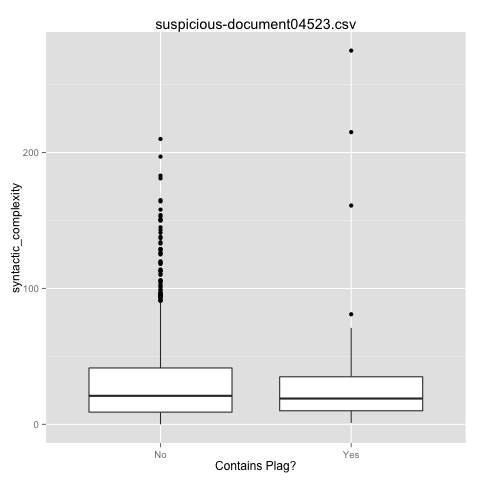 suspicious-document04523.csv
syntactic_complexity
200
100
0
No
Yes
Contains Plag?